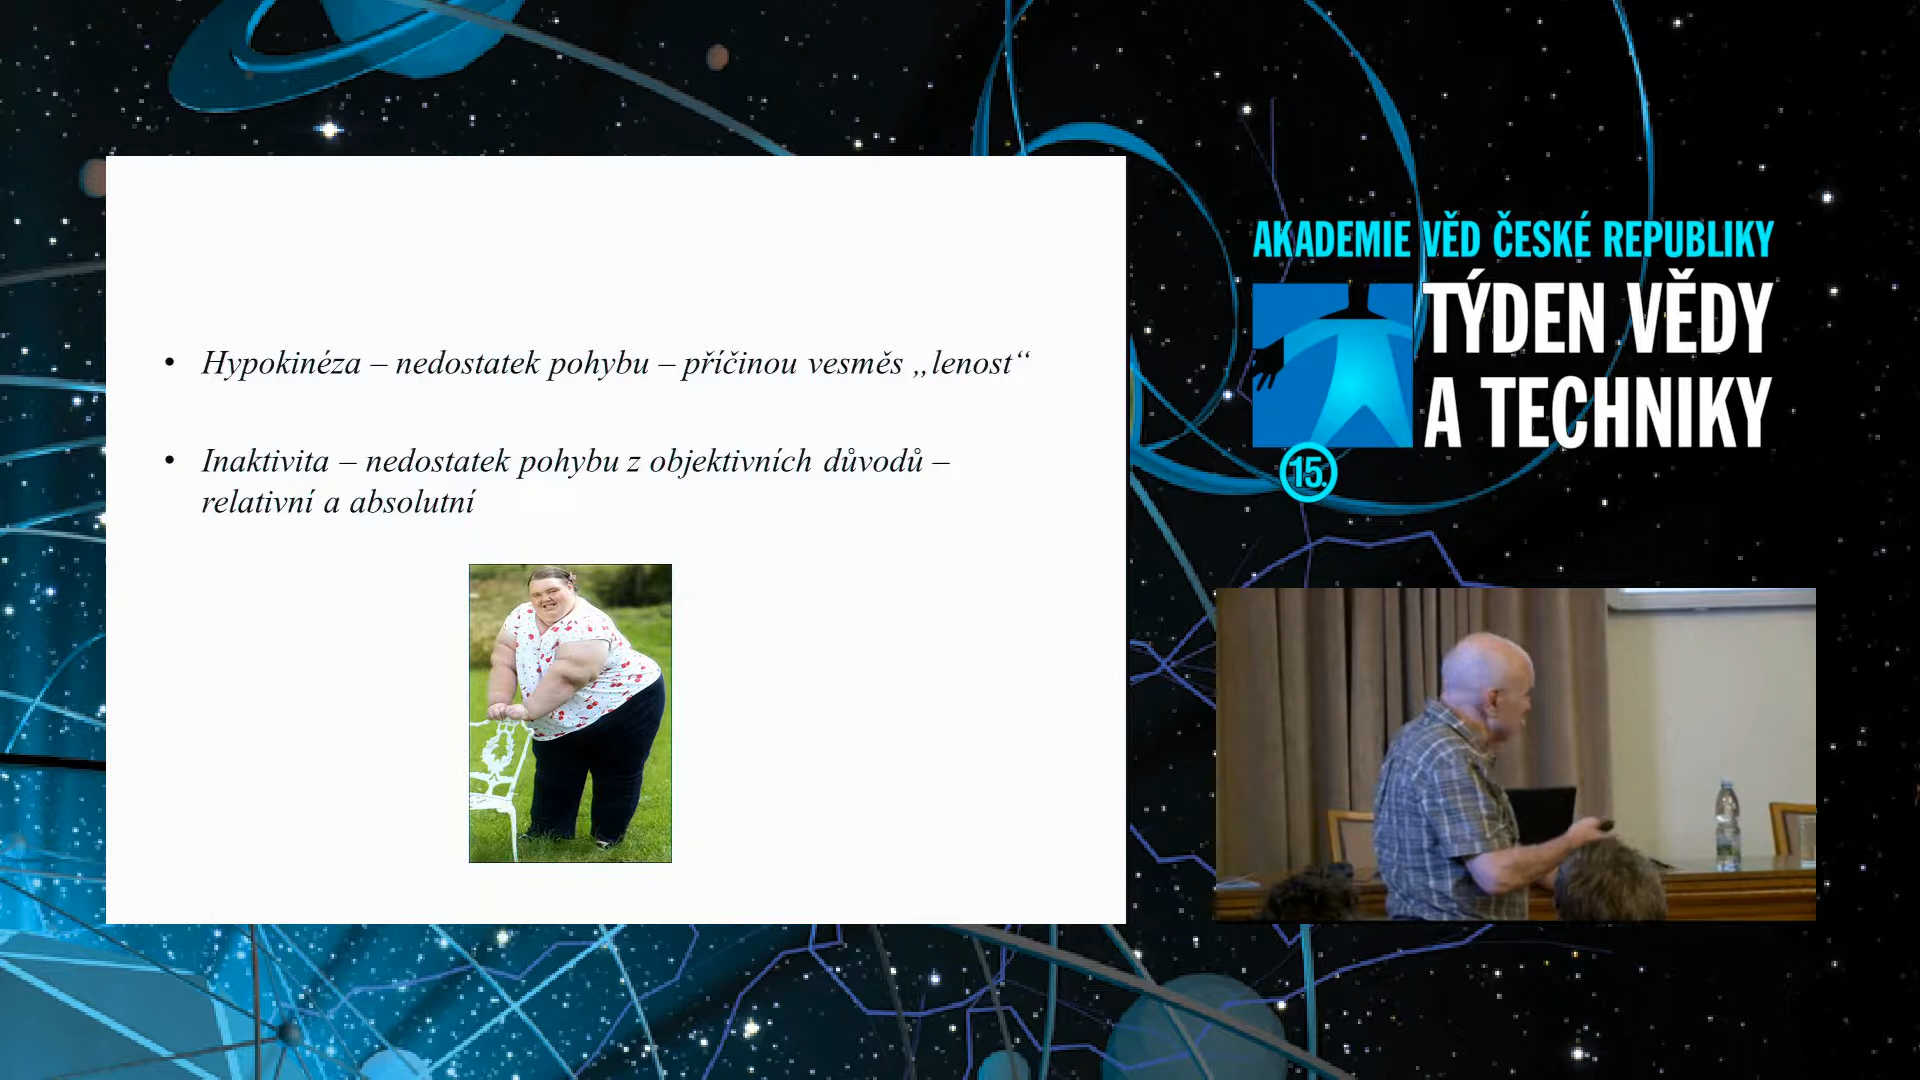 • Hypokinéza – nedostatek pohybu – příčinou vesměs „lenost“
• Inaktivita – nedostatek pohybu z objektivních důvodů –
relativní a absolutní
AKADEMIE VĚD ČESKÉ REPUBLIKY
TÝDEN VĚDY
A TECHNIKY
15.